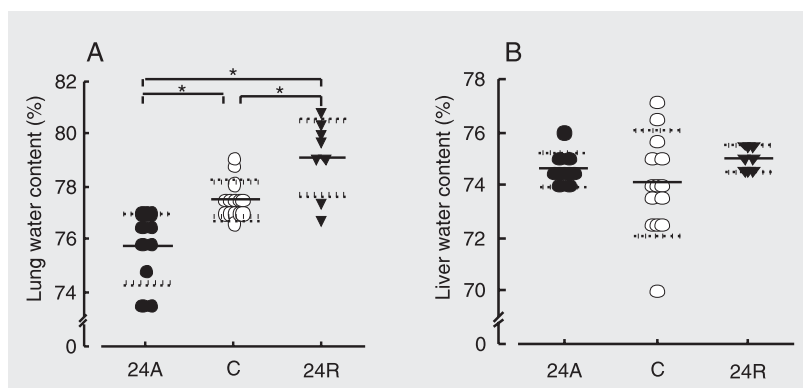 A
B
Lung water content (%)
82
80
78
76
74
0
*
*
*
24A
C
24R
Liver water content (%)
78
76
74
72
70
0
24A
C
24R